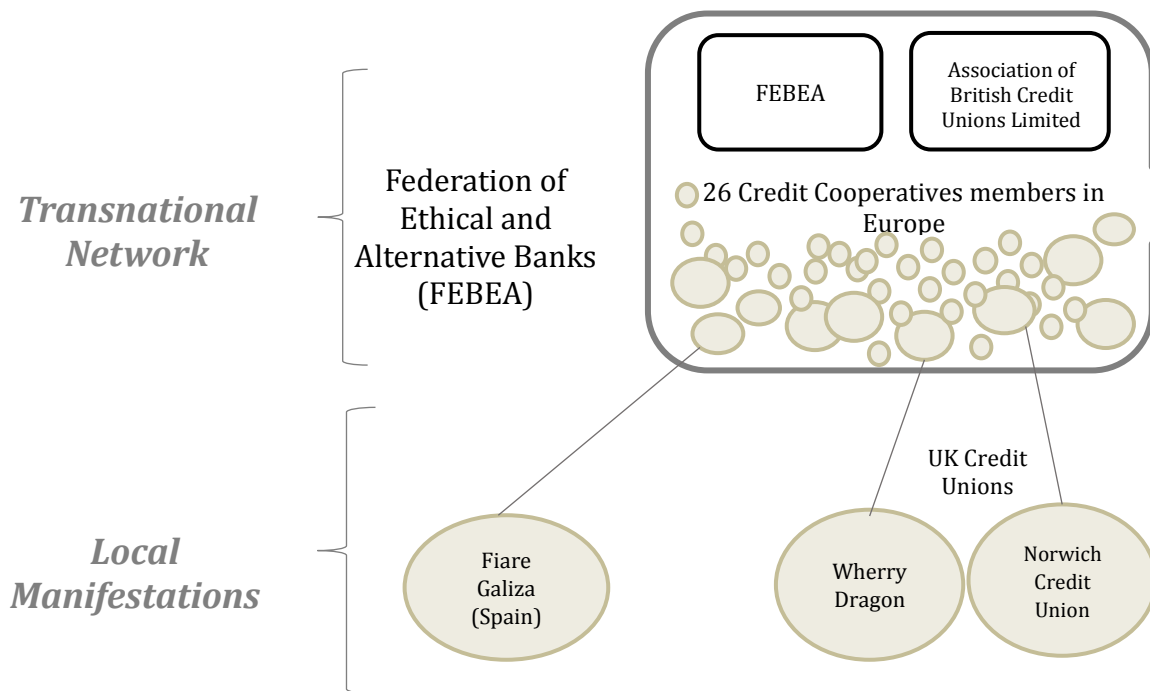 Transnational
Network
Federation of
Ethical and
Alternative Banks
(FEBEA)
FEBEA
Association of
British Credit
Unions Limited
26 Credit Cooperatives members in
Europe
Local
Manifestations
UK Credit
Unions
Fiare
Galiza
(Spain)
Wherry
Dragon
Norwich
Credit
Union